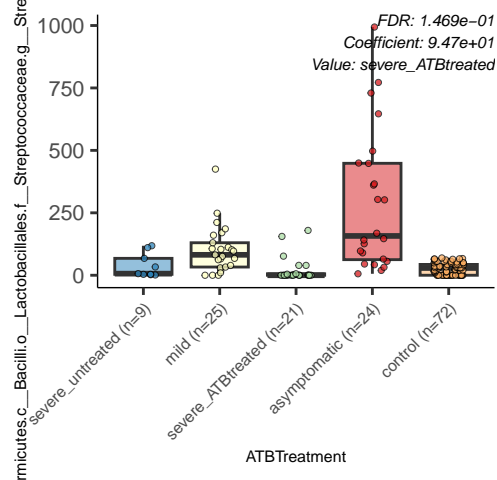 FDR: 1.469e−01
Coefficient: 9.47e+01
Value: severe_ATBtreated
rmicutes.c__Bacilli.o__Lactobacillales.f__Streptococcaceae.g__Stre
1000
750
500
250
0
severe_untreated (n=9)
mild (n=25)
severe_ATBtreated (n=21)
asymptomatic (n=24)
control (n=72)
ATBTreatment